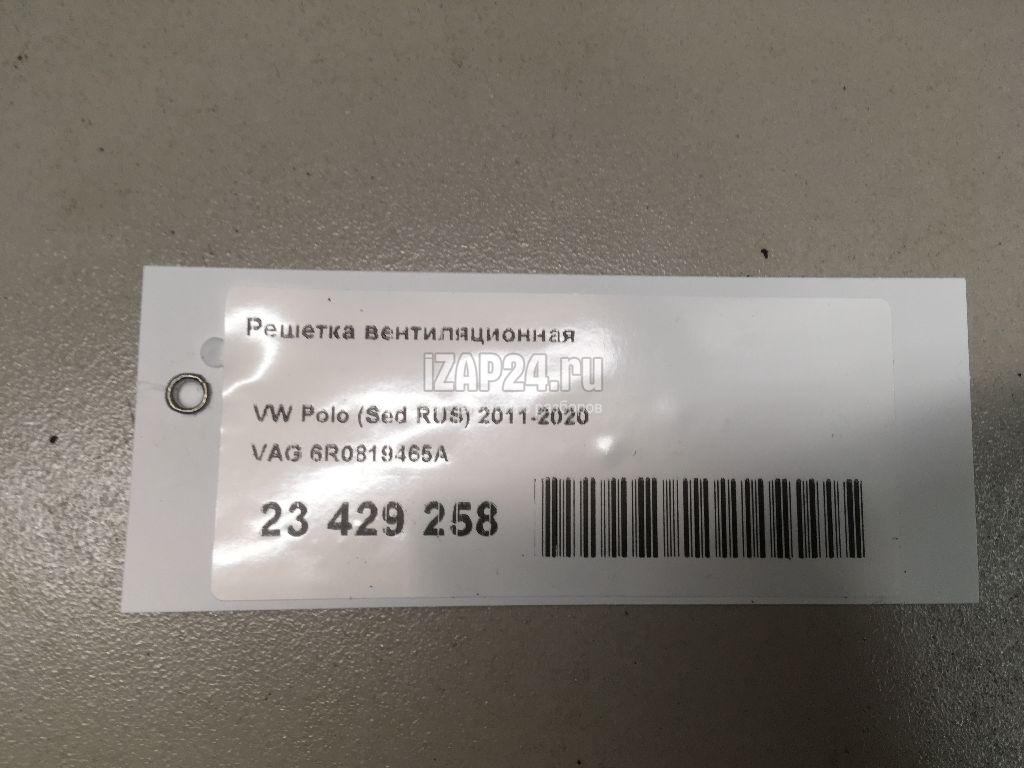 Решетка вентиляционная
iZAP24.ru
VW Polo (Sed RUS) 2011-2020
VAG 6R0819465A
23 429 258